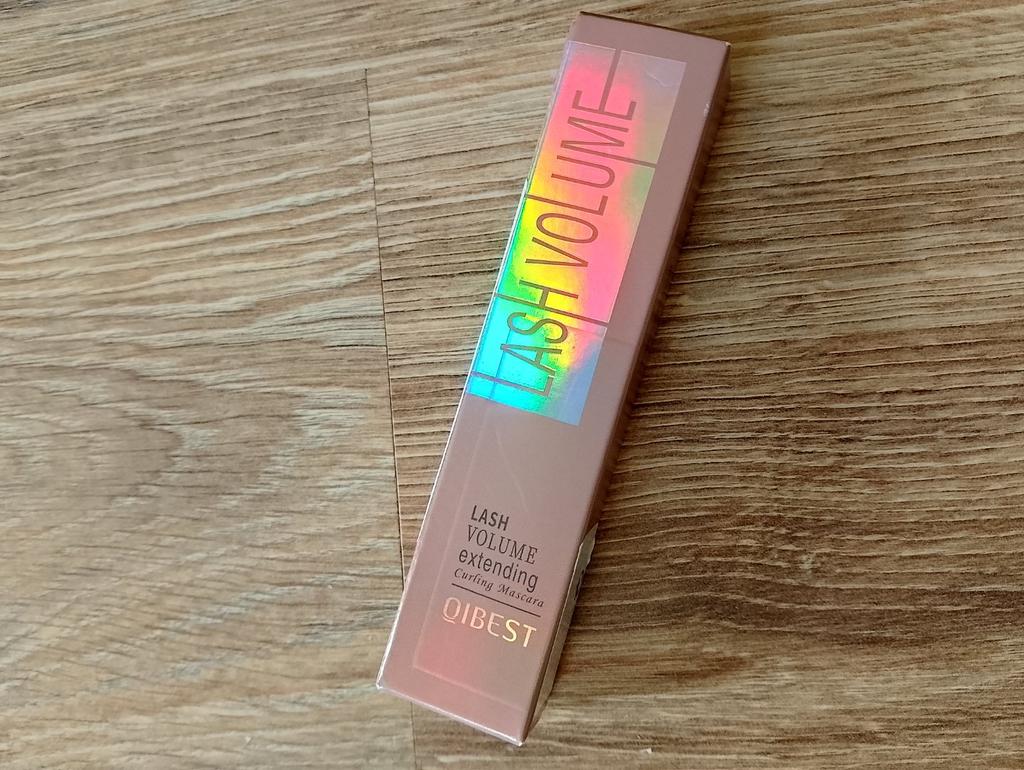 LASH VOLUME
LASH
VOLUME
extending
Curling Mascara
QIBEST